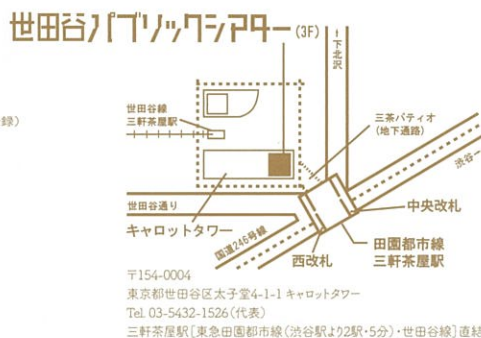 世田谷パブリックシアター(3F)
下北沢
録)
世田谷線
三軒茶屋駅
三茶パティオ
(地下通路)
渋谷
世田谷通り
中央改札
キャロットタワー
国道246号線
田園都市線
三軒茶屋駅
西改札
〒154-0004
東京都世田谷区太子堂4-1-1 キャロットタワー
Tel. 03-5432-1526(代表)
三軒茶屋駅[東急田園都市線(渋谷駅より2駅・5分)・世田谷線]直結